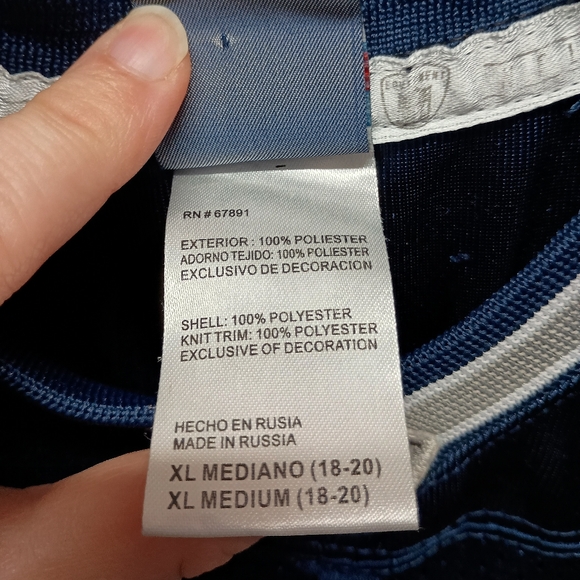 RN # 67891
EXTERIOR : 100% POLIESTER
ADORNO TEJIDO: 100% POLIESTER
EXCLUSIVO DE DECORACION
SHELL: 100% POLYESTER
KNIT TRIM: 100% POLYESTER
EXCLUSIVE OF DECORATION
HECHO EN RUSIA
MADE IN RUSSIA
XL MEDIANO (18-20)
XL MEDIUM (18-20)